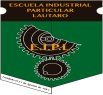 ESCUELA INDUSTRIAL
PARTICULAR
LAUTARO
E.I.P.L